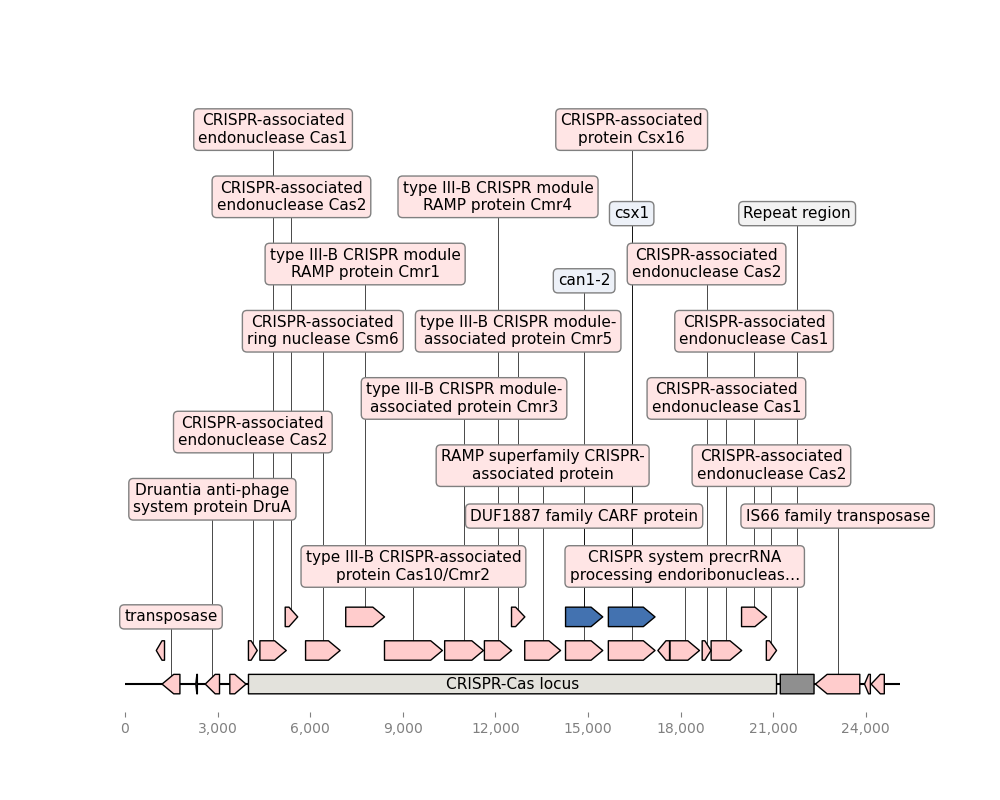 CRISPR-associated
endonuclease Cas1
CRISPR-associated
protein Csx16
CRISPR-associated
endonuclease Cas2
type III-B CRISPR module
RAMP protein Cmr4
csx1
Repeat region
type III-B CRISPR module
RAMP protein Cmr1
CRISPR-associated
endonuclease Cas2
can1-2
CRISPR-associated
ring nuclease Csm6
type III-B CRISPR module-
associated protein Cmr5
CRISPR-associated
endonuclease Cas1
type III-B CRISPR module-
associated protein Cmr3
CRISPR-associated
endonuclease Cas1
CRISPR-associated
endonuclease Cas2
RAMP superfamily CRISPR-
associated protein
CRISPR-associated
endonuclease Cas2
Druantia anti-phage
system protein DruA
DUF1887 family CARF protein
IS66 family transposase
type III-B CRISPR-associated
protein Cas10/Cmr2
CRISPR system precrRNA
processing endoribonucleas...
transposase
CRISPR-Cas locus
0 3,000 6,000 9,000 12,000 15,000 18,000 21,000 24,000